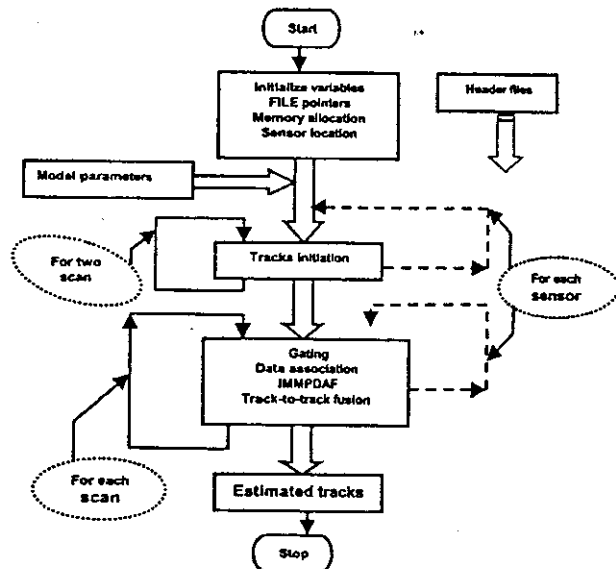 Start
Initialize variables
FILE pointers
Memory allocation
Sensor location
Header files
Model parameters
For two
scan
Tracks initiation
For each
sensor
Gating
Data association
IMMPDAF
Track-to-track fusion
For each
scan
Estimated tracks
Stop